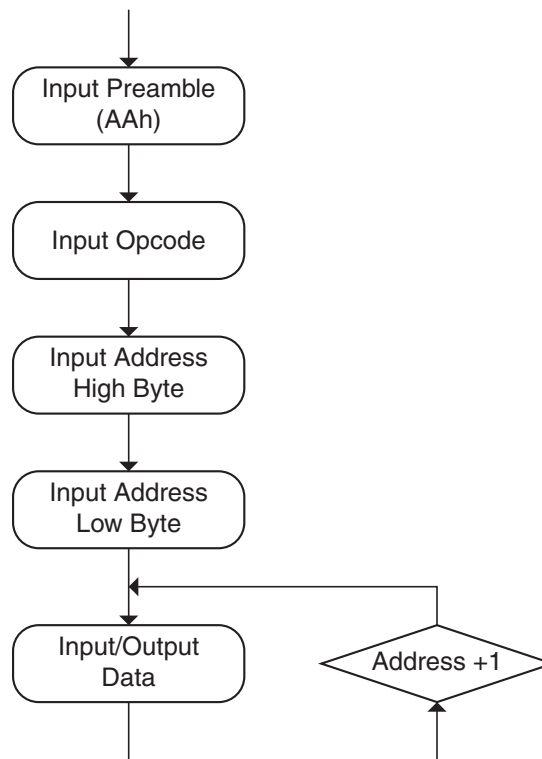 Input Preamble
(AAh)
Input Opcode
Input Address
High Byte
Input Address
Low Byte
Input/Output
Data
Address +1